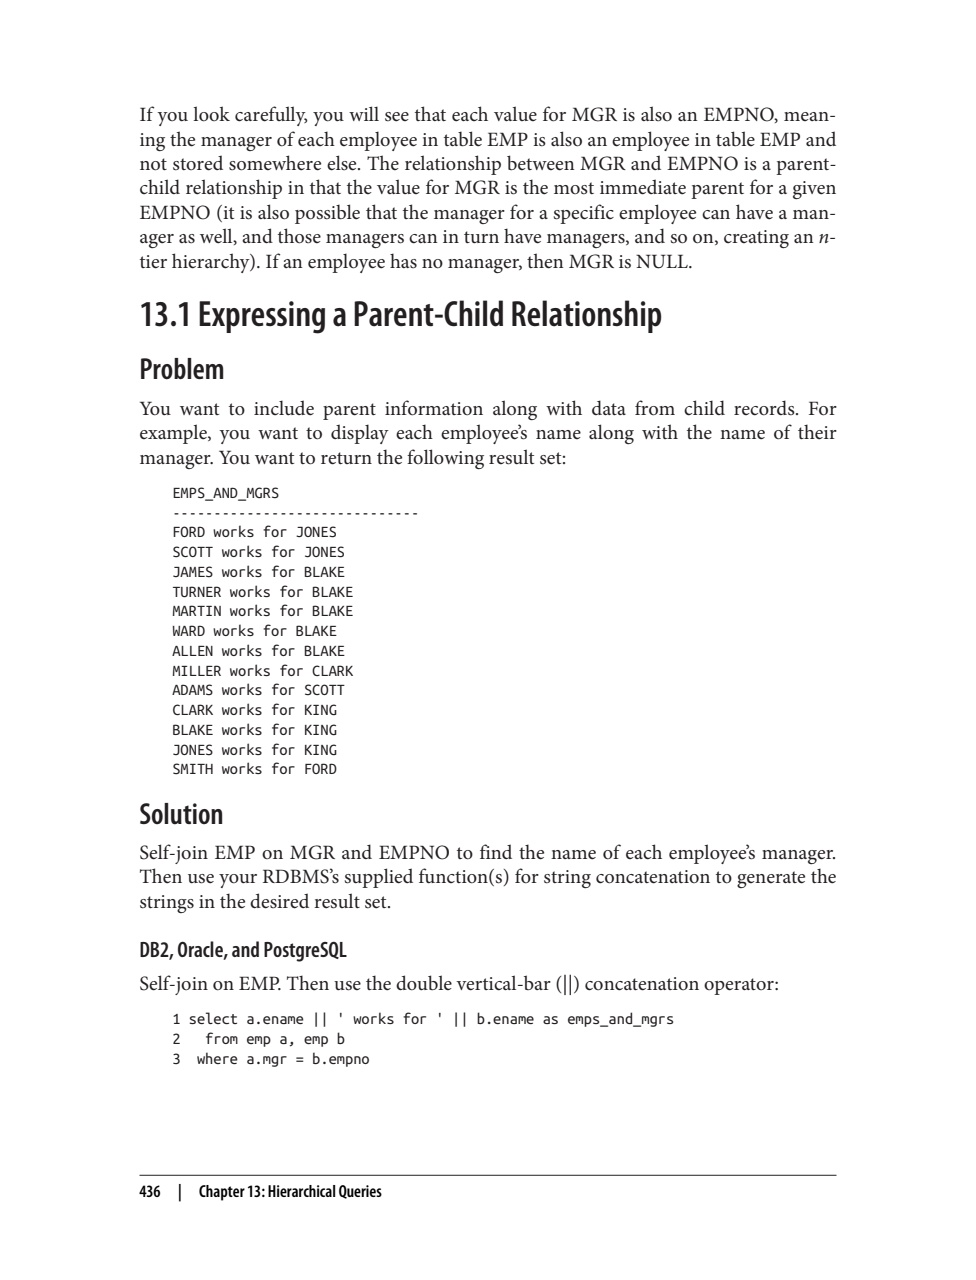 If you look carefully, you will see that each value for MGR is also an EMPNO, mean-
ing the manager of each employee in table EMP is also an employee in table EMP and
not stored somewhere else. The relationship between MGR and EMPNO is a parent-
child relationship in that the value for MGR is the most immediate parent for a given
EMPNO (it is also possible that the manager for a specific employee can have a man-
ager as well, and those managers can in turn have managers, and so on, creating an n-
tier hierarchy). If an employee has no manager, then MGR is NULL.
13.1 Expressing a Parent-Child Relationship
Problem
You want to include parent information along with data from child records. For
example, you want to display each employee’s name along with the name of their
manager. You want to return the following result set:
EMPS_AND_MGRS
------------------------------
FORD works for JONES
SCOTT works for JONES
JAMES works for BLAKE
TURNER works for BLAKE
MARTIN works for BLAKE
WARD works for BLAKE
ALLEN works for BLAKE
MILLER works for CLARK
ADAMS works for SCOTT
CLARK works for KING
BLAKE works for KING
JONES works for KING
SMITH works for FORD
Solution
Self-join EMP on MGR and EMPNO to find the name of each employee’s manager.
Then use your RDBMS’s supplied function(s) for string concatenation to generate the
strings in the desired result set.
DB2, Oracle, and PostgreSQL
Self-join on EMP. Then use the double vertical-bar (||) concatenation operator:
1 select a.ename || ' works for ' || b.ename as emps_and_mgrs
2   from emp a, emp b
3  where a.mgr = b.empno
436 | Chapter 13: Hierarchical Queries